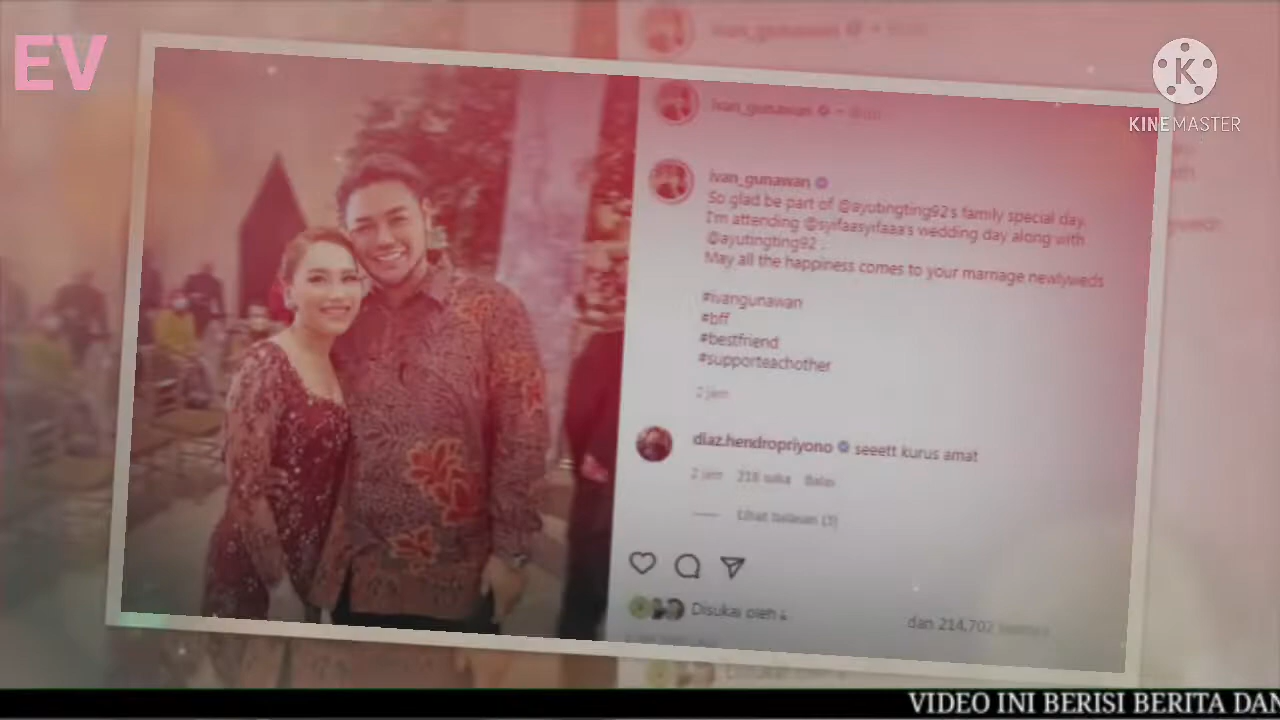 EV
KINEMASTER
ivan_gunawan
ivan_gunawan
So glad be part of @ayutingting92's family special day.
I'm attending @syifaasyifaaa's wedding day along with
@ayutingting92 .
May all the happiness comes to your marriage newlyweds
#ivangunawan
#bff
#bestfriend
#supporteachother
2 jam
diaz.hendropriyono seeett kurus amat
2 jam 218 suka Balas
Lihat balasan (3)
Disukai oleh
dan 214,702 lainnya
VIDEO INI BERISI BERITA DAN